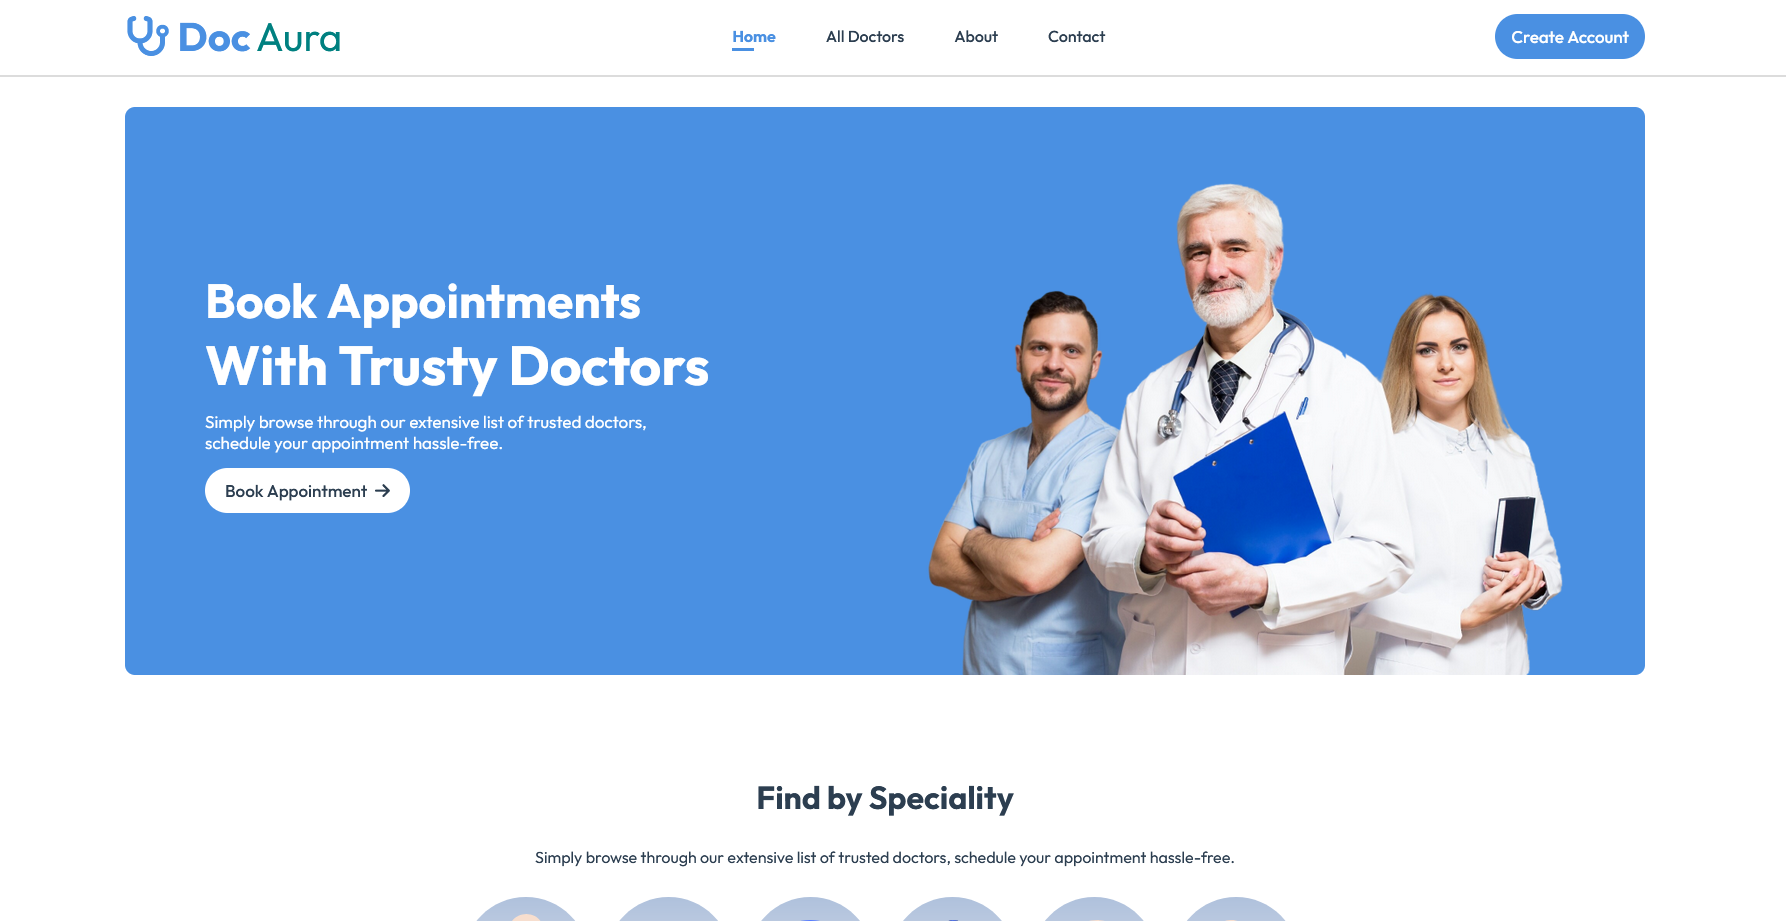 Doc Aura
Home
All Doctors
About
Contact
Create Account
Book Appointments
With Trusty Doctors
Simply browse through our extensive list of trusted doctors,
schedule your appointment hassle-free.
Book Appointment →
Find by Speciality
Simply browse through our extensive list of trusted doctors, schedule your appointment hassle-free.